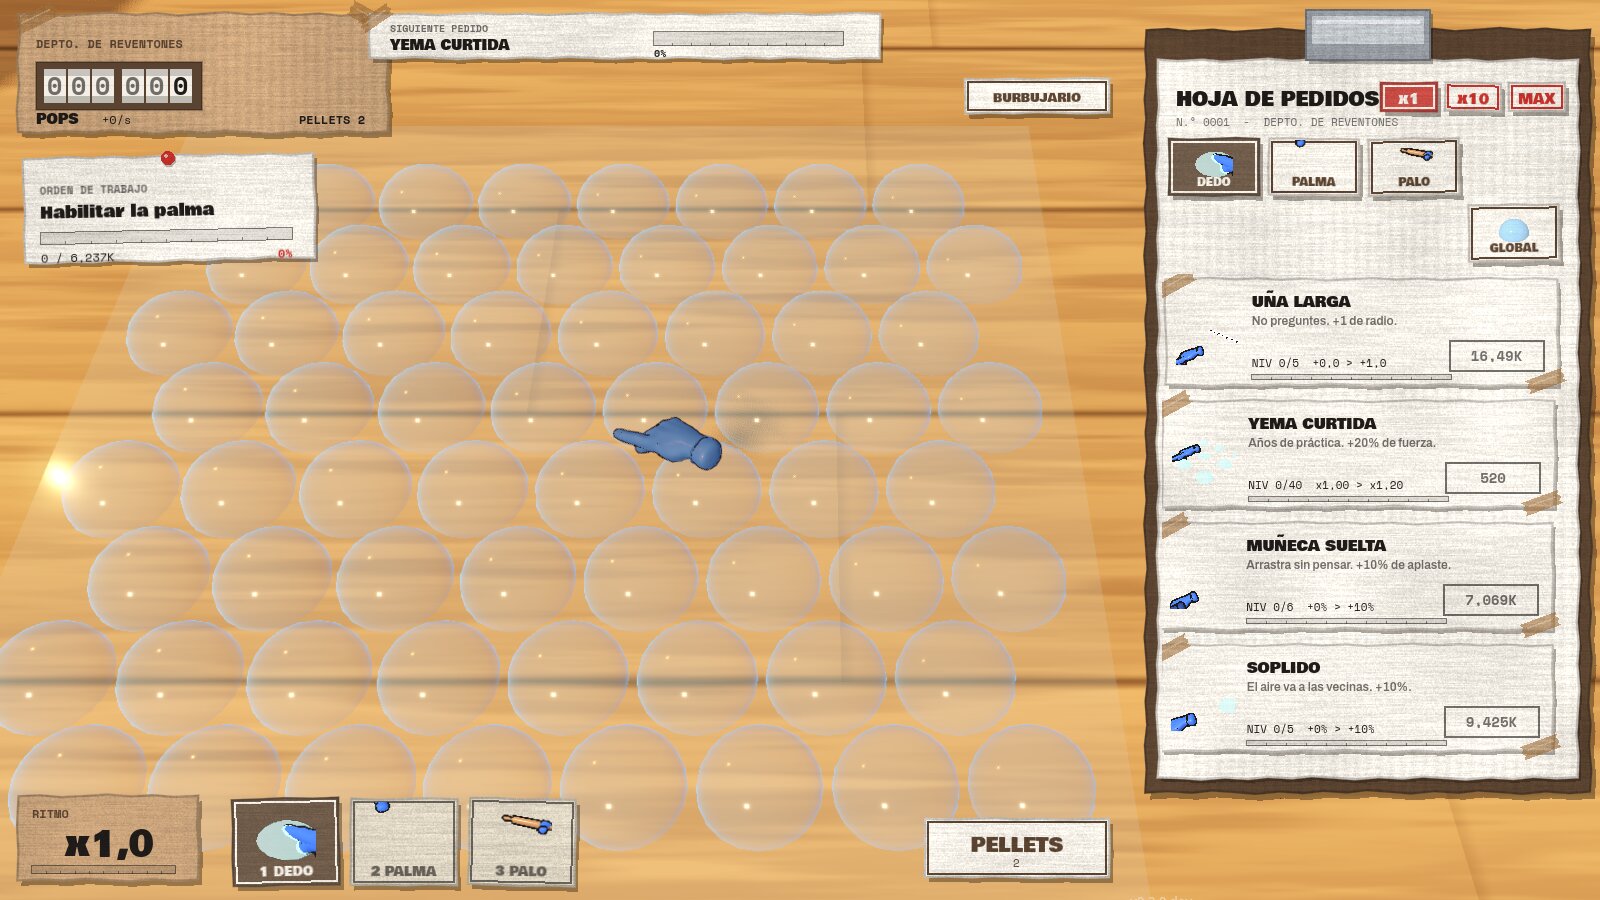 DEPTO. DE REVENTONES
000000
POPS +0/s PELLETS 2
SIGUIENTE PEDIDO
YEMA CURTIDA
0%
BURBUJARIO
ORDEN DE TRABAJO
Habilitar la palma
0 / 6,237K 0%
HOJA DE PEDIDOS x1 x10 MAX
N.° 0001 - DEPTO. DE REVENTONES
DEDO PALMA PALO
GLOBAL
UÑA LARGA
No preguntes. +1 de radio.
NIV 0/5 +0,0 > +1,0
16,49K
YEMA CURTIDA
Años de práctica. +20% de fuerza.
NIV 0/40 x1,00 > x1,20
520
MUÑECA SUELTA
Arrastra sin pensar. +10% de aplaste.
NIV 0/6 +0% > +10%
7,069K
SOPLIDO
El aire va a las vecinas. +10%.
NIV 0/5 +0% > +10%
9,425K
RITMO
x1,0
1 DEDO 2 PALMA 3 PALO
PELLETS
2